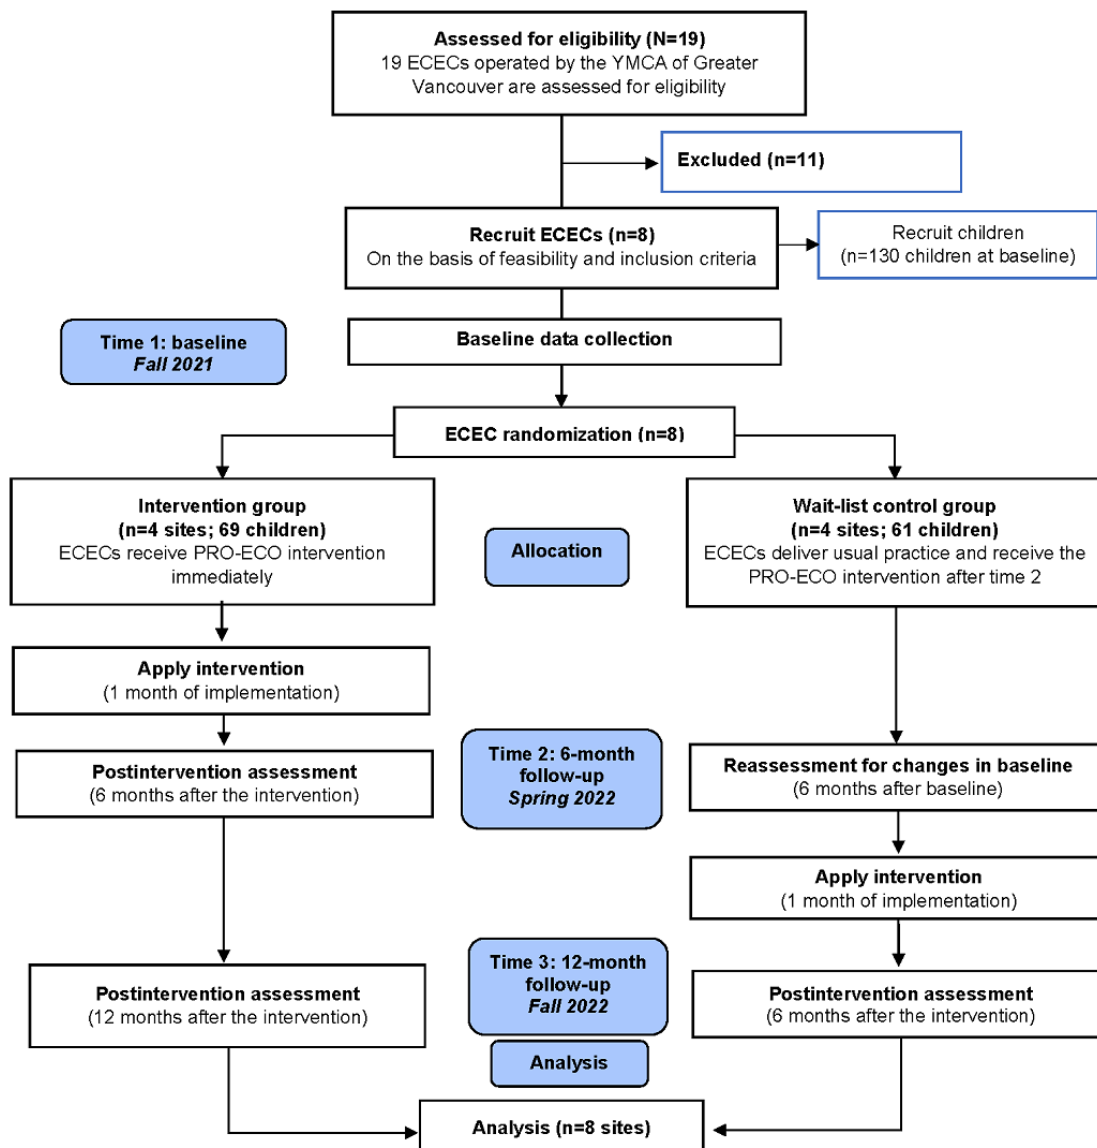 Assessed for eligibility (N=19)
19 ECECs operated by the YMCA of Greater
Vancouver are assessed for eligibility
Excluded (n=11)
Recruit ECECs (n=8)
On the basis of feasibility and inclusion criteria
Recruit children
(n=130 children at baseline)
Time 1: baseline
Fall 2021
Baseline data collection
ECEC randomization (n=8)
Intervention group
(n=4 sites; 69 children)
ECECs receive PRO-ECO intervention
immediately
Allocation
Wait-list control group
(n=4 sites; 61 children)
ECECs deliver usual practice and receive the
PRO-ECO intervention after time 2
Apply intervention
(1 month of implementation)
Postintervention assessment
(6 months after the intervention)
Time 2: 6-month
follow-up
Spring 2022
Reassessment for changes in baseline
(6 months after baseline)
Apply intervention
(1 month of implementation)
Postintervention assessment
(12 months after the intervention)
Time 3: 12-month
follow-up
Fall 2022
Postintervention assessment
(6 months after the intervention)
Analysis
Analysis (n=8 sites)